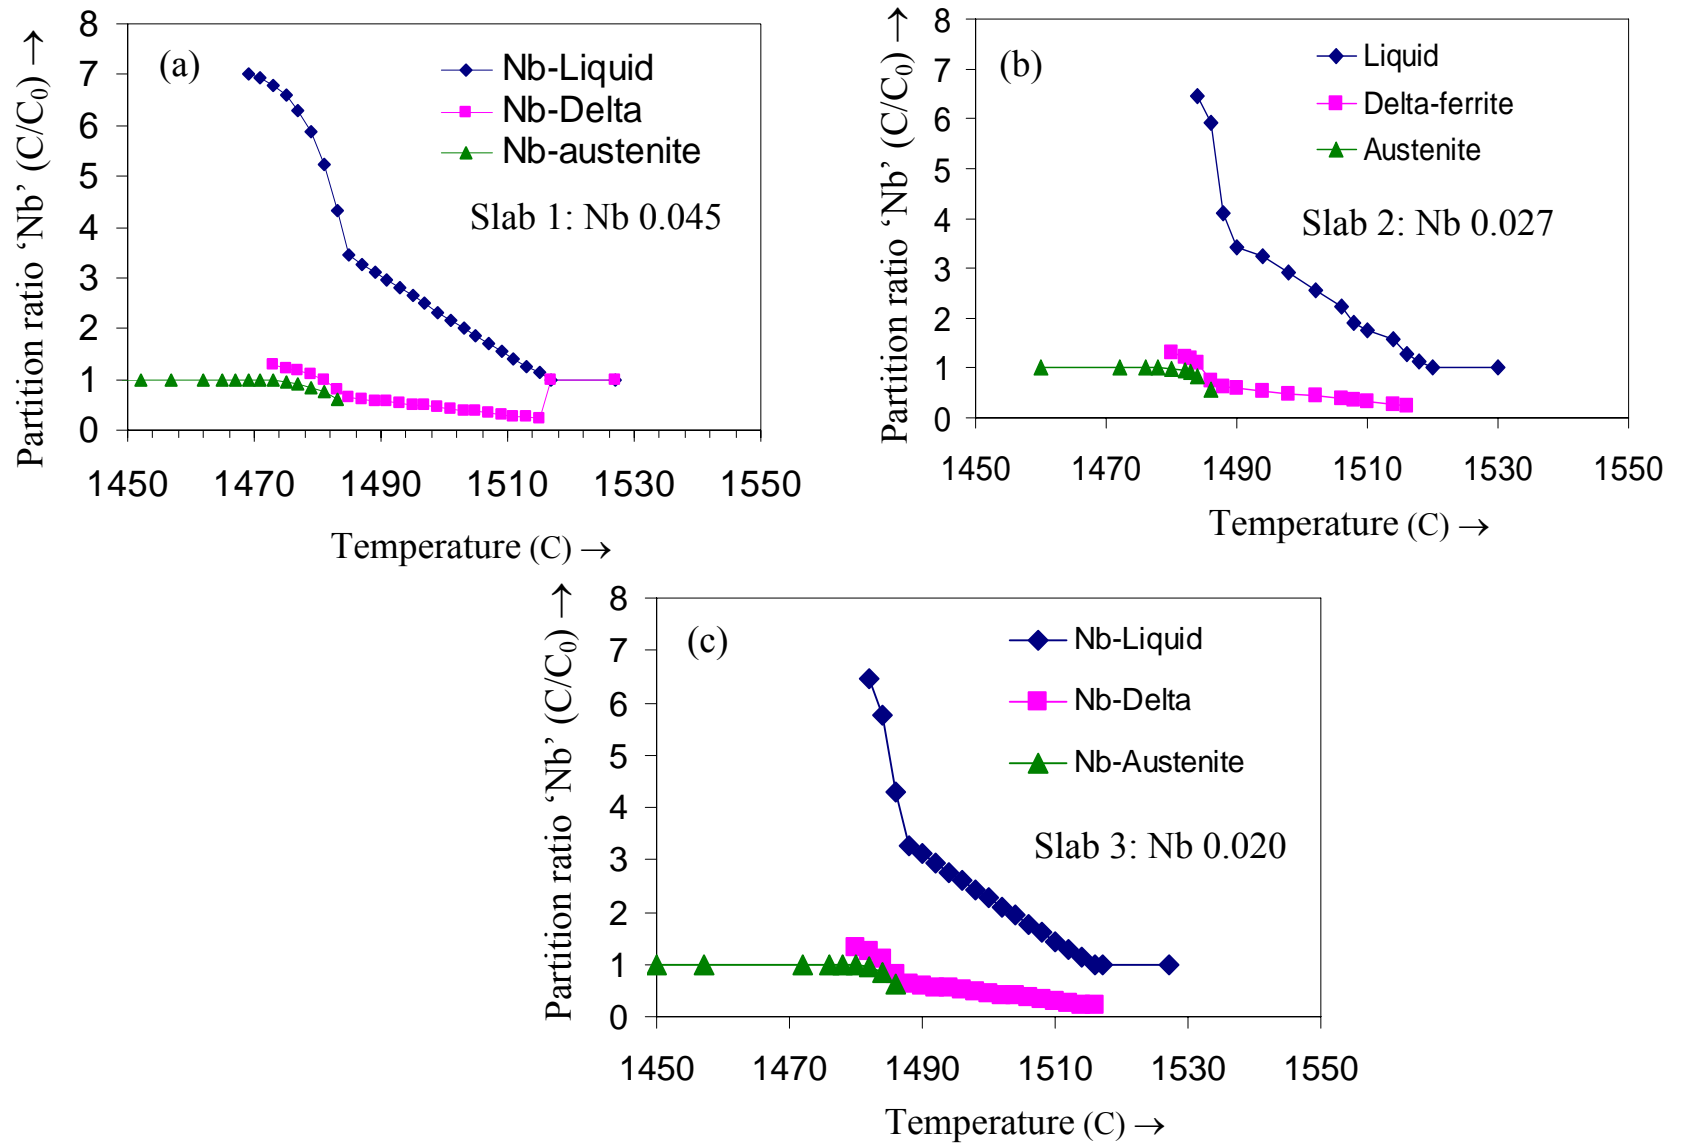 (a)
Partition ratio ‘Nb’ (C/C₀) →
8
7
6
5
4
3
2
1
0
Nb-Liquid
Nb-Delta
Nb-austenite
Slab 1: Nb 0.045
1450 1470 1490 1510 1530 1550
Temperature (C) →
(b)
Partition ratio ‘Nb’ (C/C₀) →
8
7
6
5
4
3
2
1
0
Liquid
Delta-ferrite
Austenite
Slab 2: Nb 0.027
1450 1470 1490 1510 1530 1550
Temperature (C) →
(c)
Partition ratio ‘Nb’ (C/C₀) →
8
7
6
5
4
3
2
1
0
Nb-Liquid
Nb-Delta
Nb-Austenite
Slab 3: Nb 0.020
1450 1470 1490 1510 1530 1550
Temperature (C) →